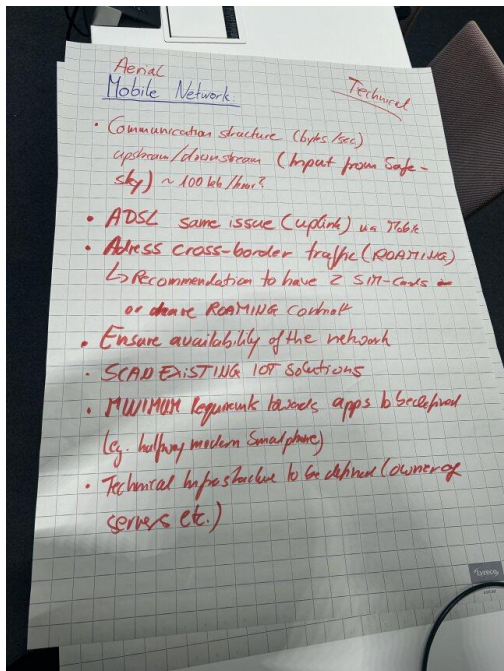 Aerial
Mobile Network:
Technical
• Communication structure (bytes/sec)
upstream/downstream (Input from Safe-
sky) ~ 100 kb/hour?
• ADSL same issue (uplink) via Mobile
• Adress cross-border traffic (ROAMING)
↳ Recommendation to have 2 SIM-Cards
or have ROAMING contract
• Ensure availability of the network
• SCAN EXISTING IOT Solutions
• MINIMUM Requirements towards apps to be defined
(e.g. halfway modern Smartphone)
• Technical Infrastructure to be defined (owner of
servers etc.)
lyreco